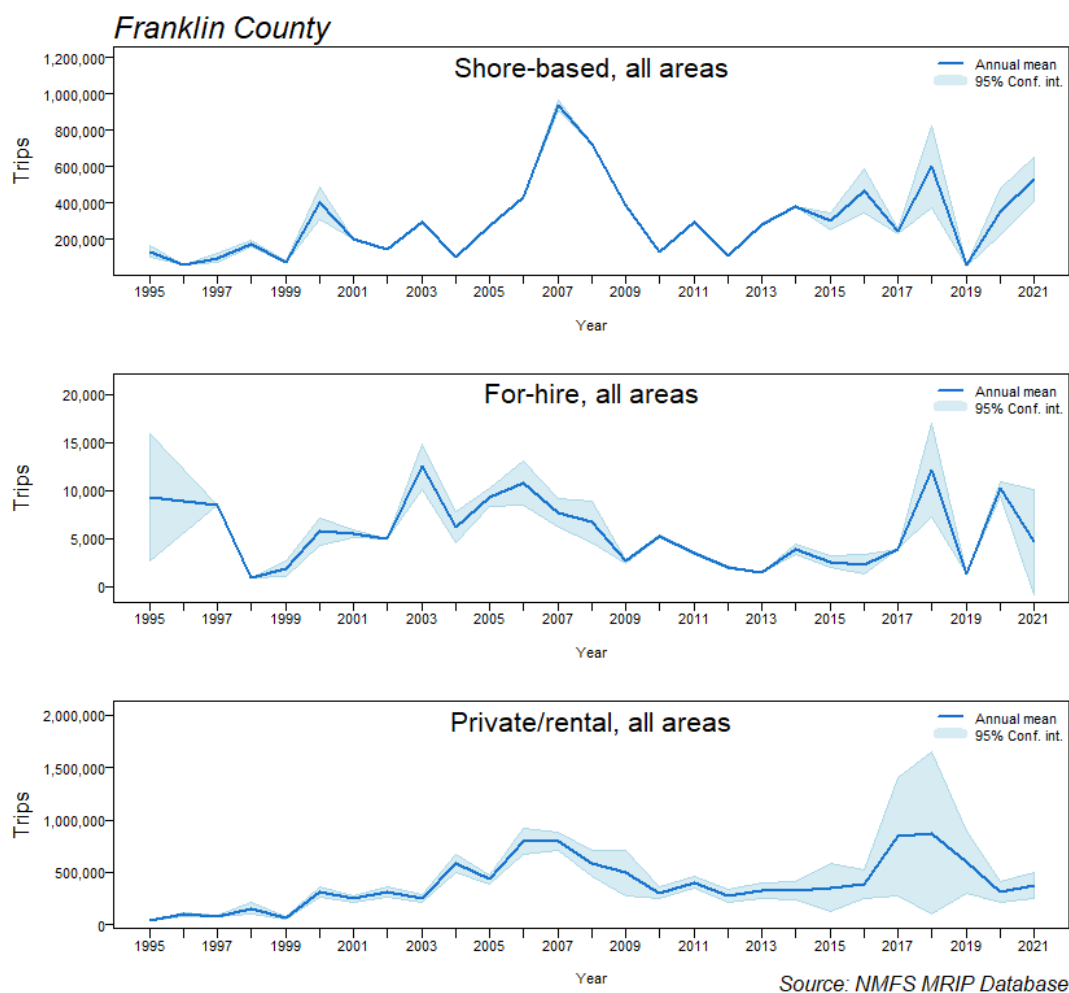 Franklin County
Shore-based, all areas
Annual mean
95% Conf. int.
1,200,000
1,000,000
800,000
600,000
400,000
200,000
Trips
1995 1997 1999 2001 2003 2005 2007 2009 2011 2013 2015 2017 2019 2021
Year
For-hire, all areas
Annual mean
95% Conf. int.
20,000
15,000
10,000
5,000
0
Trips
1995 1997 1999 2001 2003 2005 2007 2009 2011 2013 2015 2017 2019 2021
Year
Private/rental, all areas
Annual mean
95% Conf. int.
2,000,000
1,500,000
1,000,000
500,000
0
Trips
1995 1997 1999 2001 2003 2005 2007 2009 2011 2013 2015 2017 2019 2021
Year
Source: NMFS MRIP Database